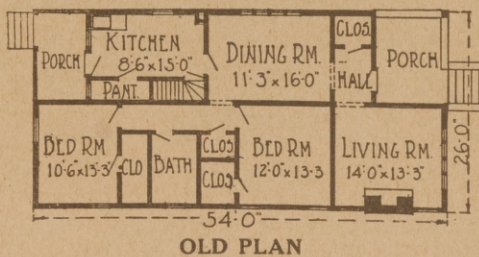 CLOS.
KITCHEN
8'6"x15'0"
DINING RM.
11'-3"x16'0"
PORCH
PORCH
HALL
PANT.
BED RM
10'6"x13'-3"
CLO
BATH
CLOS
CLOS.
BED RM
12'0"x13-3
LIVING RM.
14'0"x13'-3"
26'0"
54'0"
OLD PLAN